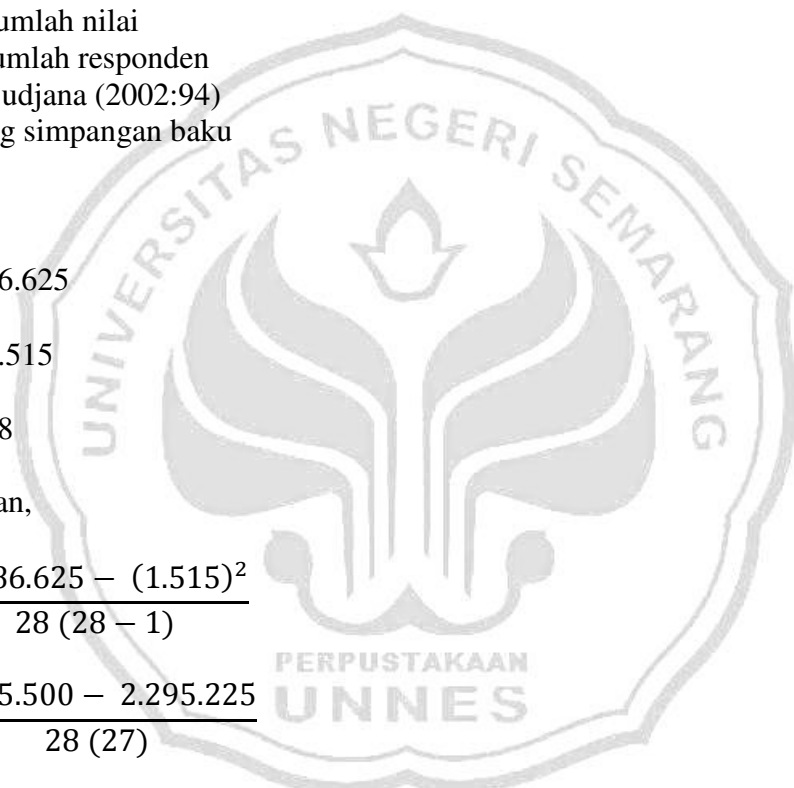 umlah nilai
umlah responden
udjana (2002:94)
g simpangan baku
6.625
.515
8
an,
36.625 − (1.515)²
28 (28 − 1)
5.500 − 2.295.225
28 (27)
UNIVERSITAS NEGERI SEMARANG
PERPUSTAKAAN
UNNES